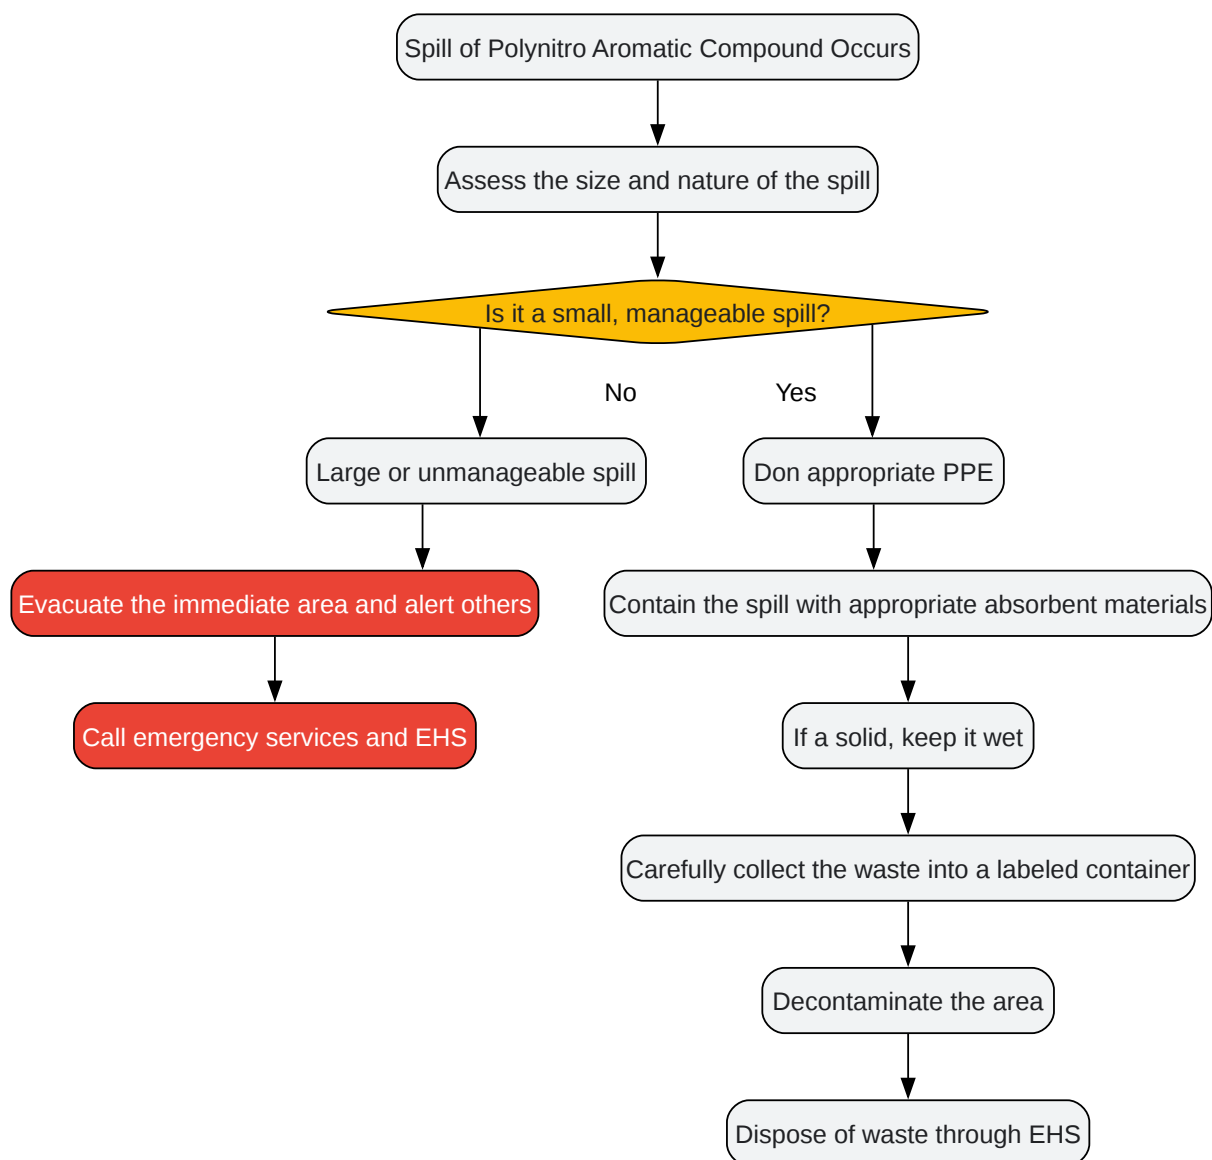 Spill of Polynitro Aromatic Compound Occurs
Assess the size and nature of the spill
Is it a small, manageable spill?
No
Yes
Large or unmanageable spill
Don appropriate PPE
Evacuate the immediate area and alert others
Contain the spill with appropriate absorbent materials
Call emergency services and EHS
If a solid, keep it wet
Carefully collect the waste into a labeled container
Decontaminate the area
Dispose of waste through EHS